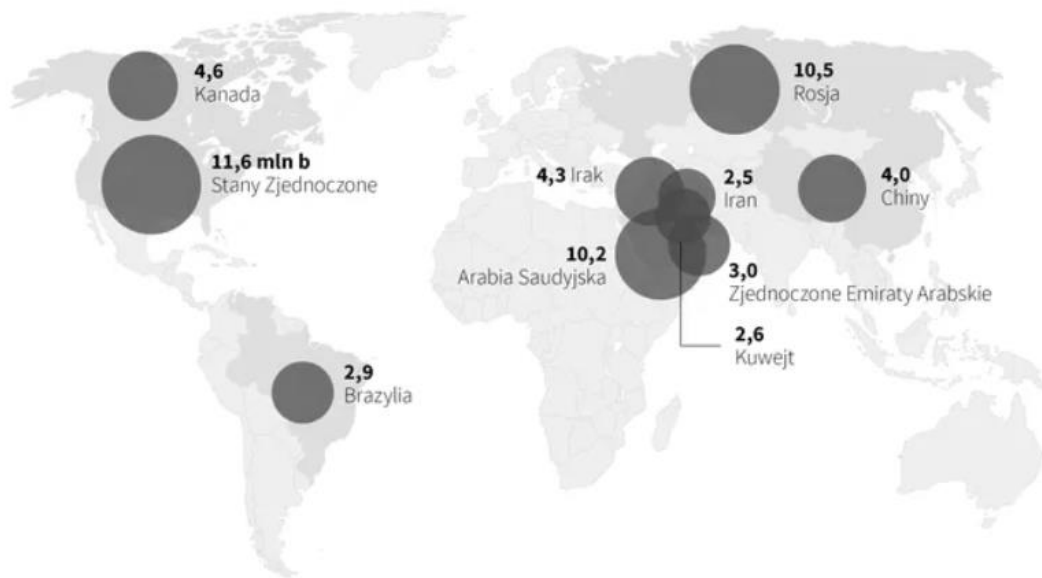 4,6
Kanada
11,6 mln b
Stany Zjednoczone
10,5
Rosja
4,3 Irak
2,5
Iran
4,0
Chiny
10,2
Arabia Saudyjska
3,0
Zjednoczone Emiraty Arabskie
2,6
Kuwejt
2,9
Brazylia